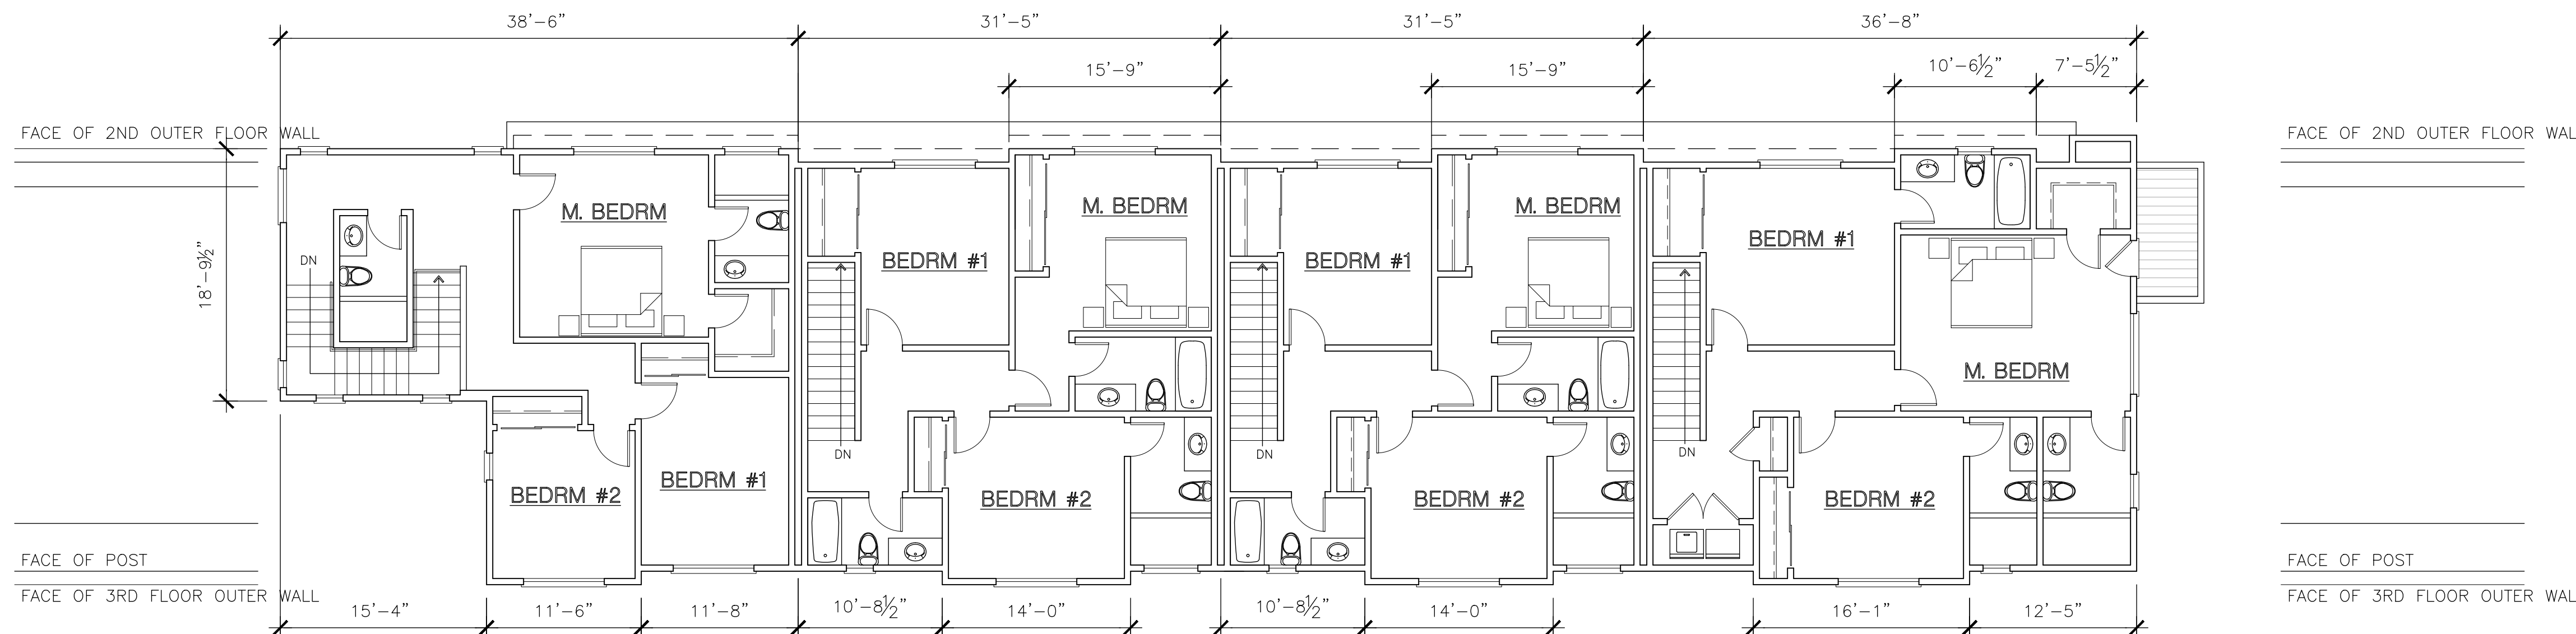 38'-6" 31'-5" 31'-5" 36'-8"
15'-9" 15'-9" 10'-6½" 7'-5½"
FACE OF 2ND OUTER FLOOR WALL
FACE OF 2ND OUTER FLOOR WAL
M. BEDRM
M. BEDRM
M. BEDRM
BEDRM #1
DN
BEDRM #1
BEDRM #1
18'-9½"
M. BEDRM
DN
DN
DN
BEDRM #1
BEDRM #2
BEDRM #2
BEDRM #2
BEDRM #2
FACE OF POST
FACE OF POST
FACE OF 3RD FLOOR OUTER WALL
FACE OF 3RD FLOOR OUTER WAL
15'-4" 11'-6" 11'-8" 10'-8½" 14'-0" 10'-8½" 14'-0" 16'-1" 12'-5"